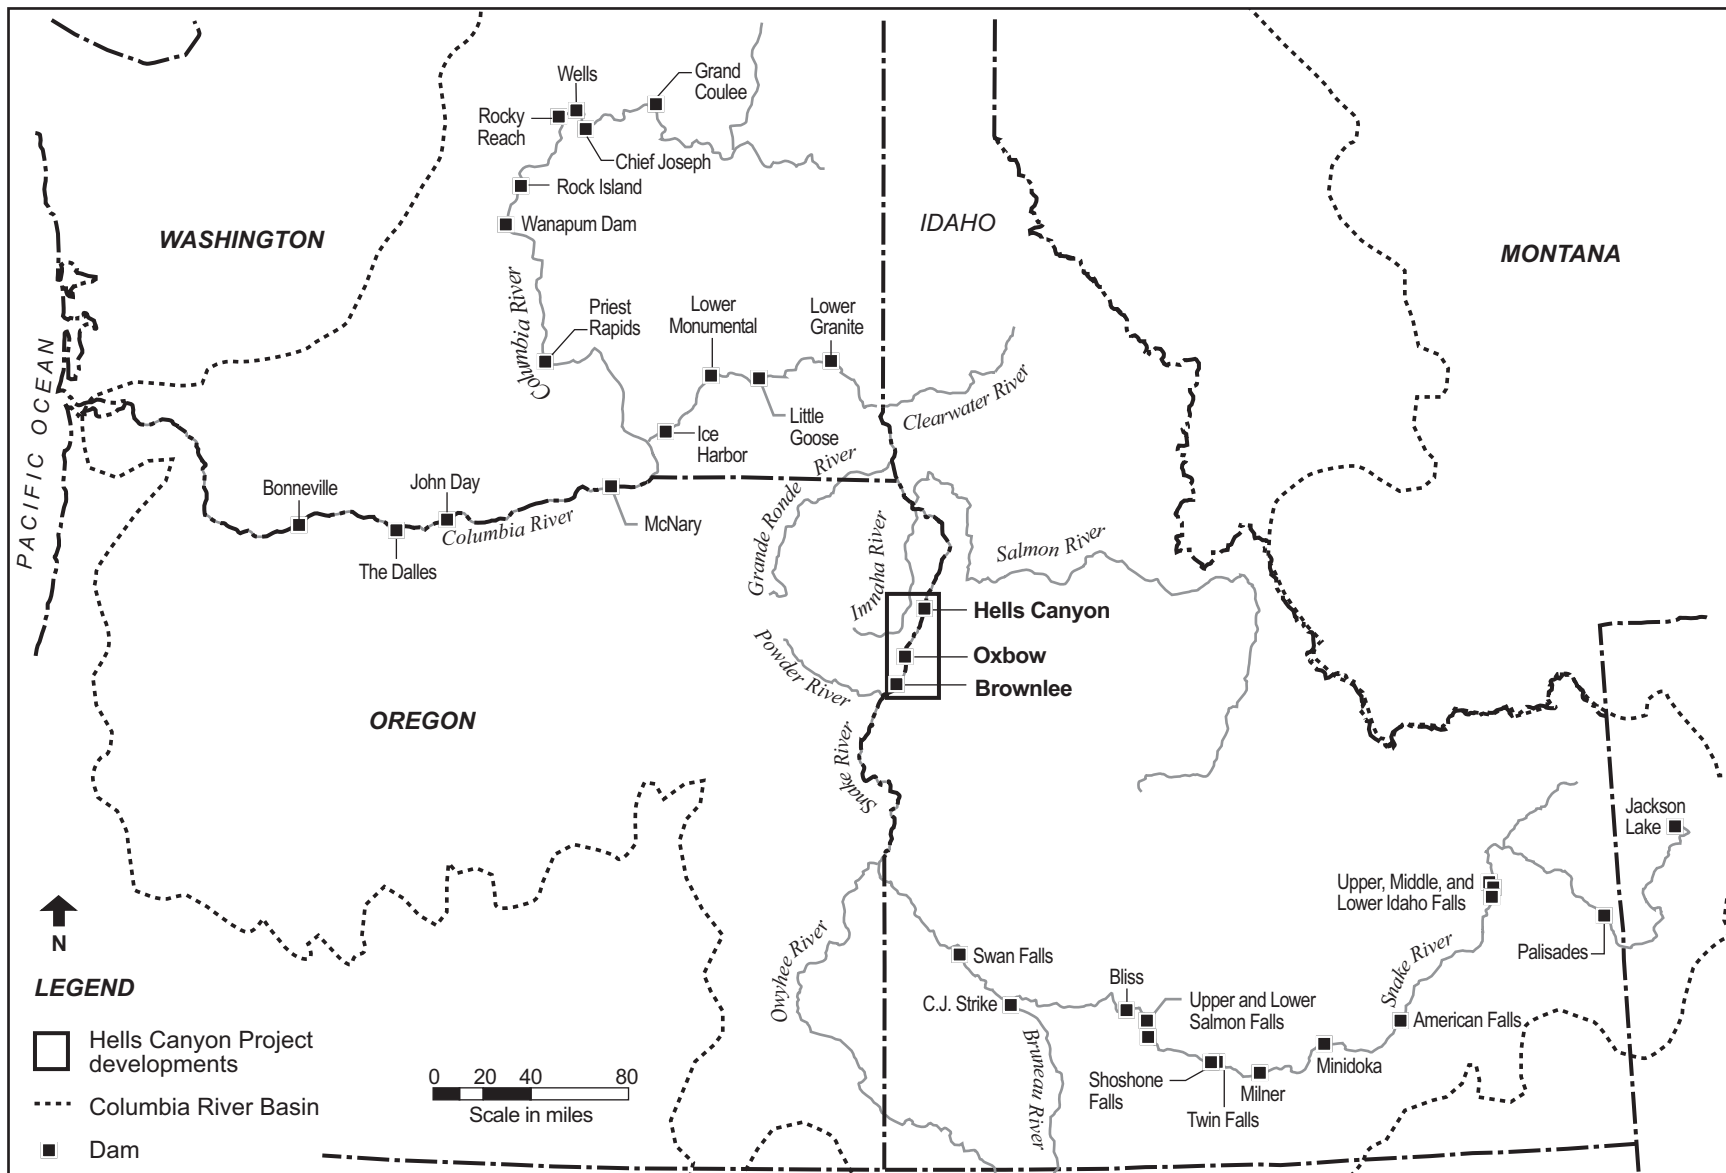 Wells
Grand
Coulee
Rocky
Reach
Chief Joseph
Rock Island
Wanapum Dam
WASHINGTON
IDAHO
MONTANA
Columbia River
Priest
Rapids
Lower
Monumental
Lower
Granite
PACIFIC OCEAN
Clearwater River
Little
Goose
Ice
Harbor
Grande Ronde River
Bonneville
John Day
Columbia River
McNary
The Dalles
Imnaha River
Salmon River
Hells Canyon
Oxbow
Brownlee
Powder River
OREGON
Snake River
Jackson
Lake
Upper, Middle, and
Lower Idaho Falls
Palisades
Owyhee River
Swan Falls
Snake River
C.J. Strike
Bliss
Upper and Lower
Salmon Falls
American Falls
Bruneau River
Shoshone
Falls
Twin Falls
Milner
Minidoka
N
LEGEND
Hells Canyon Project
developments
Columbia River Basin
Dam
0 20 40 80
Scale in miles